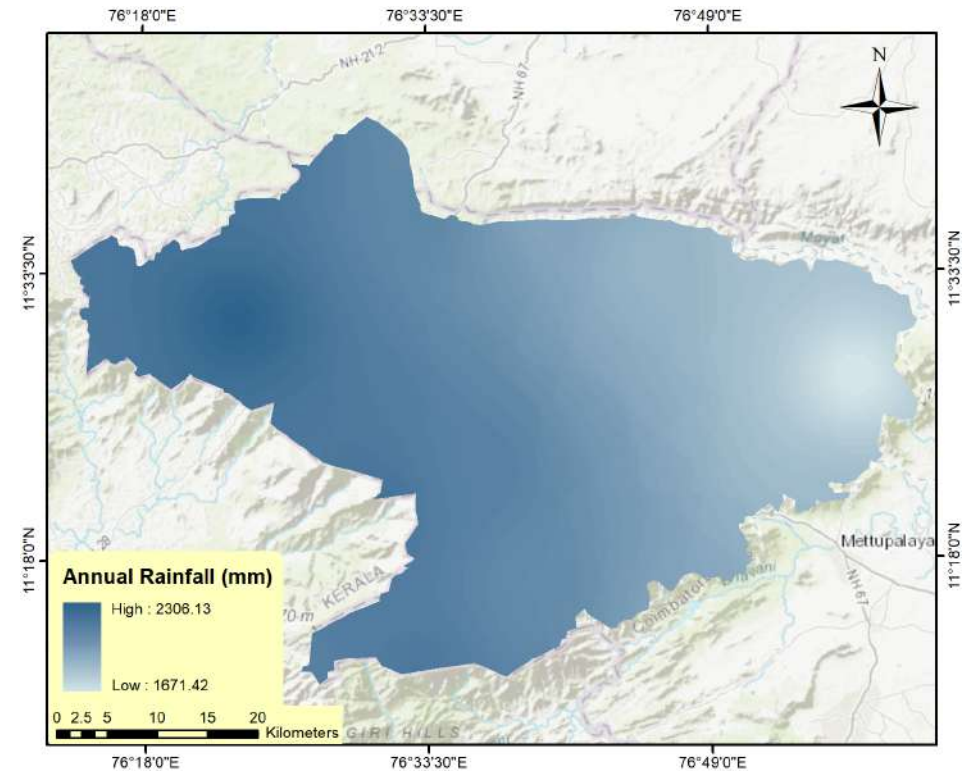 76°18'0"E 76°33'30"E 76°49'0"E
N
NH-212
NH 67
11°33'30"N 11°33'30"N
Moyar
11°18'0"N 11°18'0"N
Mettupalaya
28
KERALA
70 m
Coimbatore
Bhavani
NH 67
Annual Rainfall (mm)
High : 2306.13
Low : 1671.42
0 2.5 5 10 15 20
Kilometers
GIRI HILLS
76°18'0"E 76°33'30"E 76°49'0"E